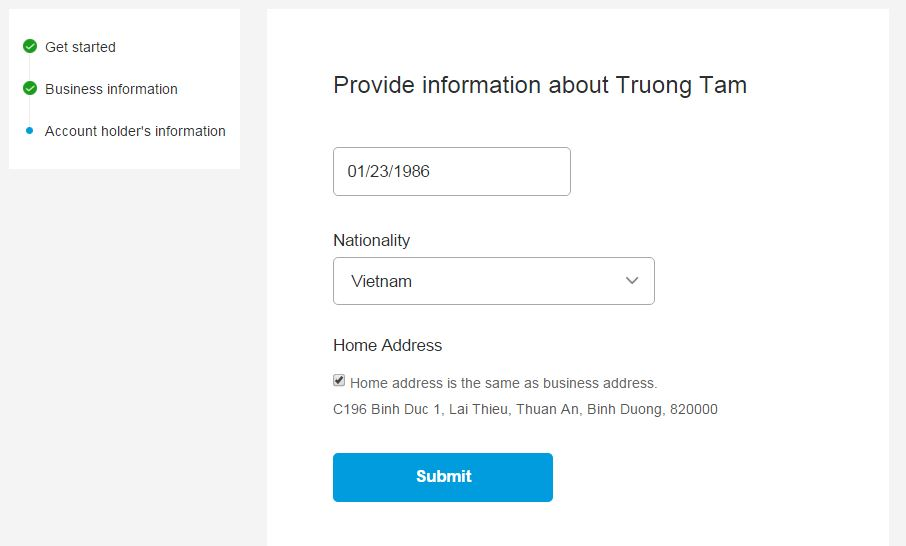 Get started
Business information
Account holder's information
Provide information about Truong Tam
01/23/1986
Nationality
Vietnam
Home Address
Home address is the same as business address.
C196 Binh Duc 1, Lai Thieu, Thuan An, Binh Duong, 820000
Submit